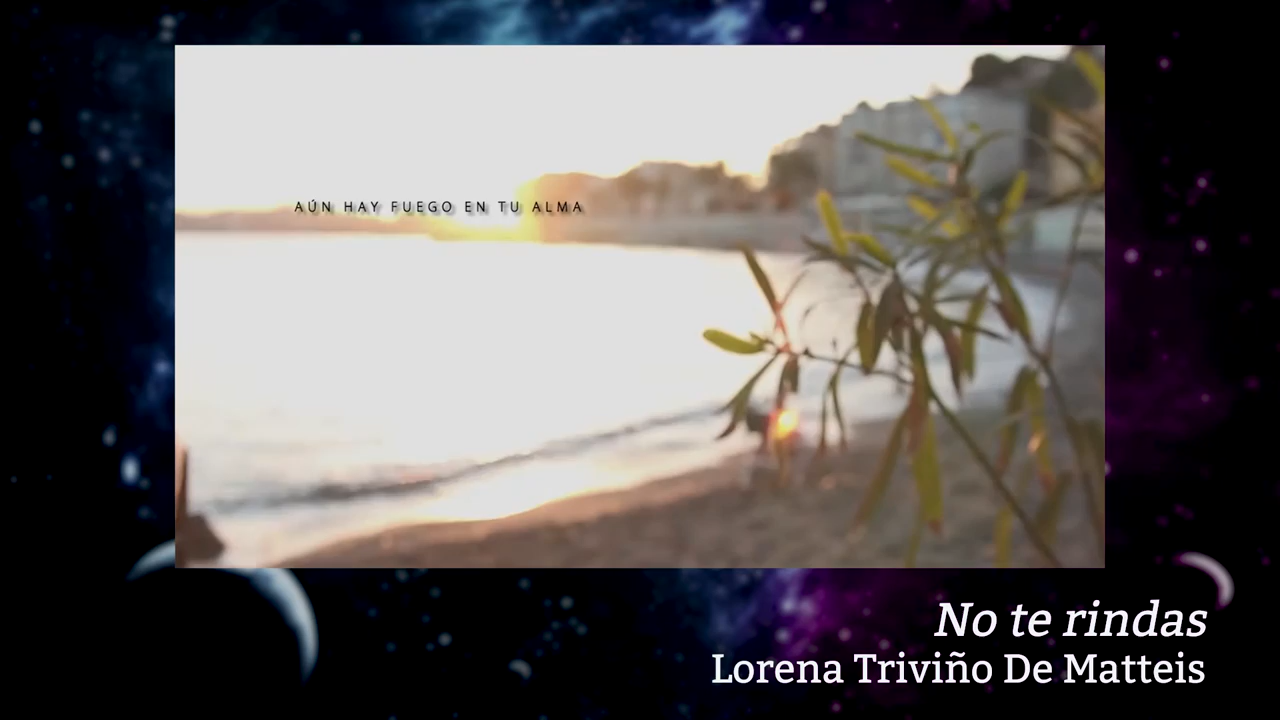 AÚN HAY FUEGO EN TU ALMA
No te rindas
Lorena Triviño De Matteis